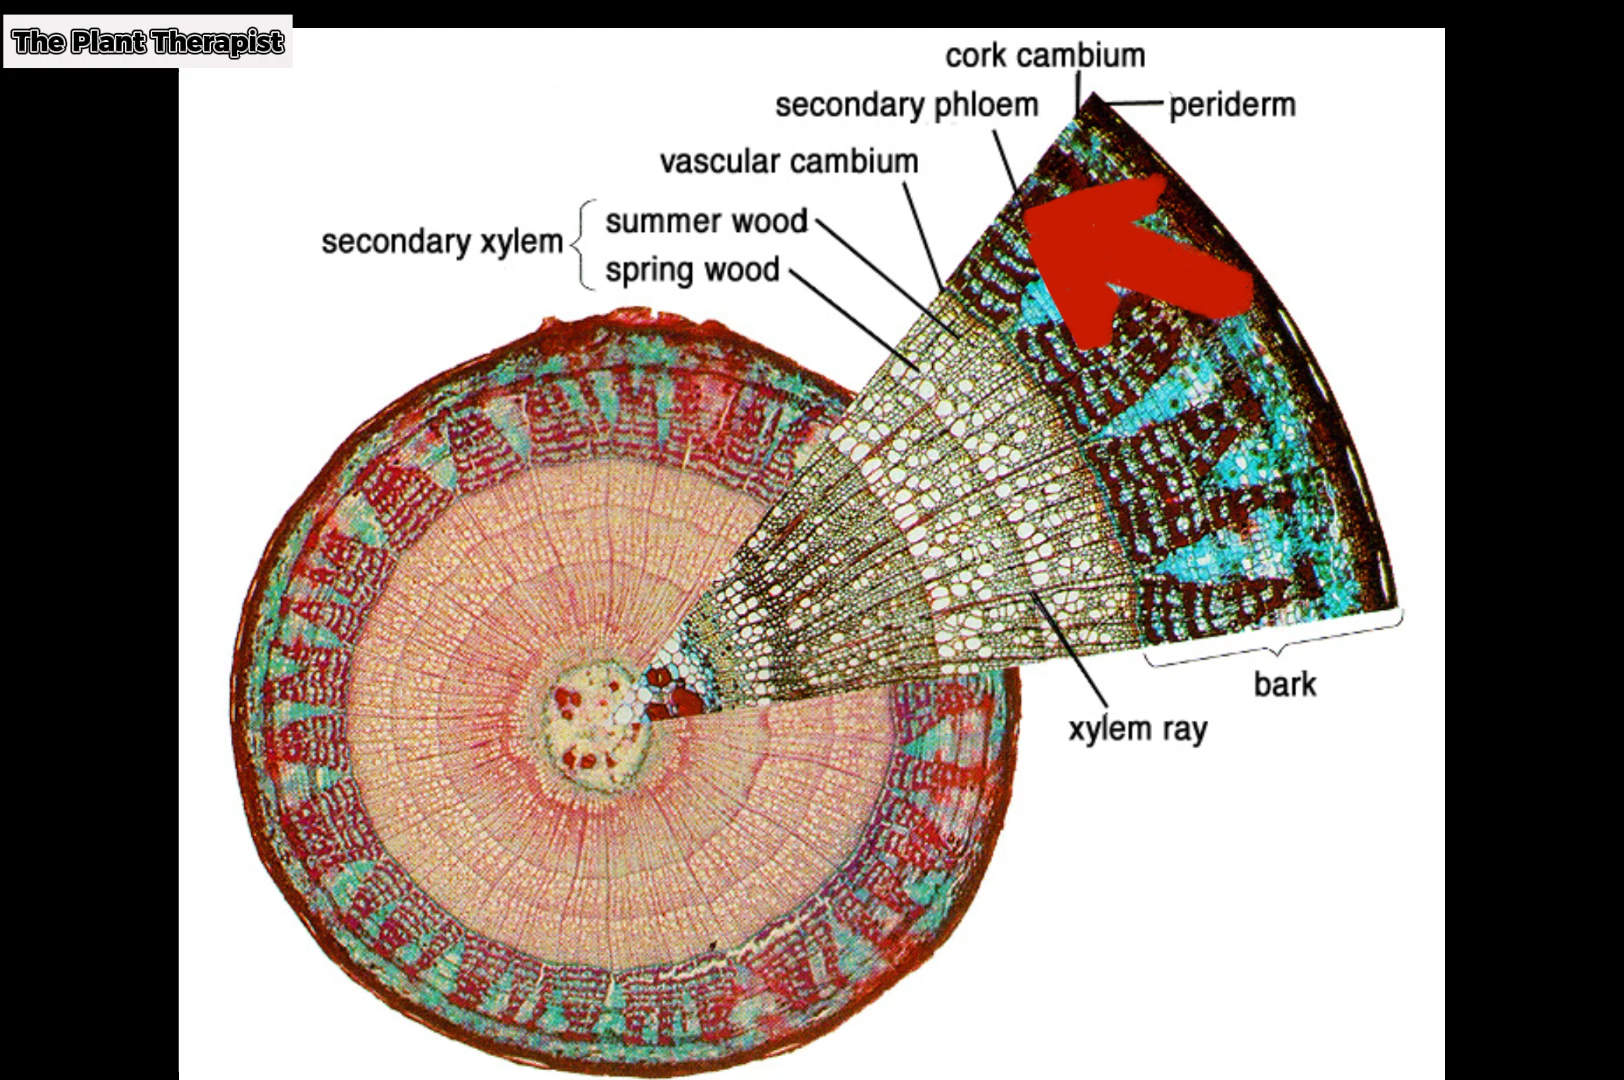 The Plant Therapist
cork cambium
secondary phloem
periderm
vascular cambium
secondary xylem
summer wood
spring wood
bark
xylem ray